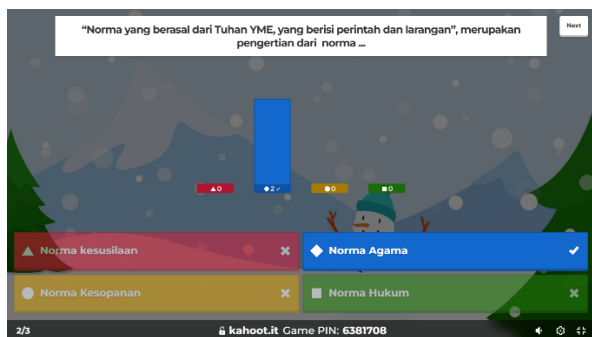 “Norma yang berasal dari Tuhan YME, yang berisi perintah dan larangan”, merupakan
pengertian dari norma ...
Next
0
2
0
0
Norma kesusilaan
Norma Agama
Norma Kesopanan
Norma Hukum
2/3
kahoot.it Game PIN: 6381708